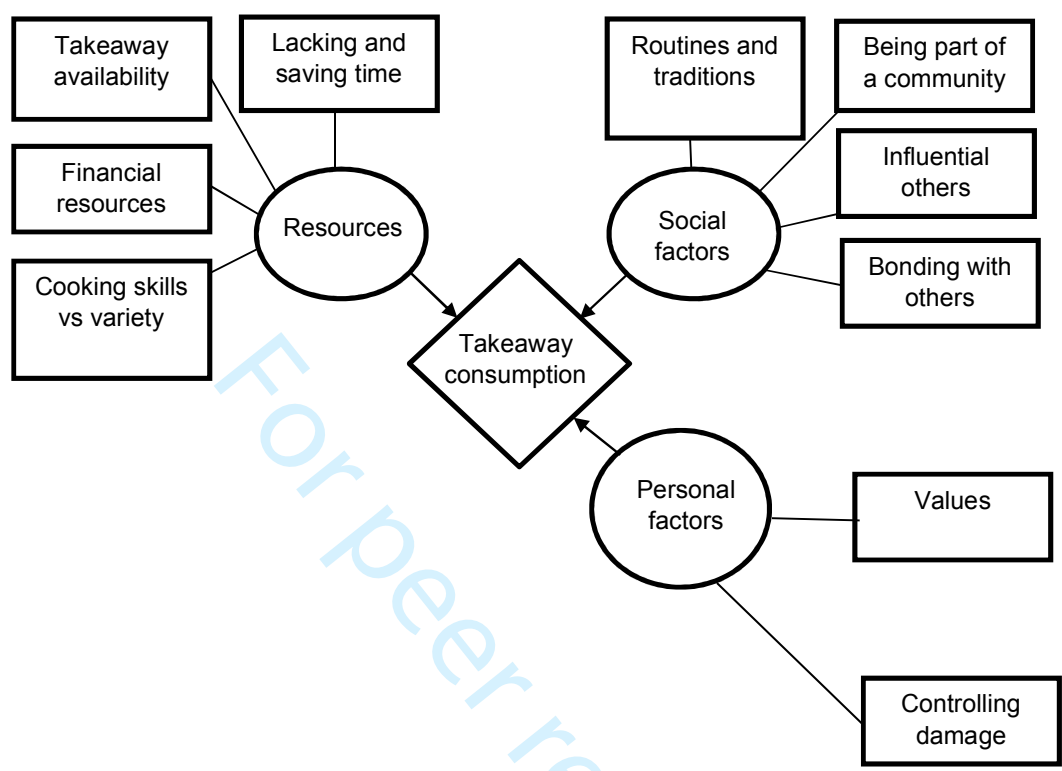 Takeaway
availability
Lacking and
saving time
Routines and
traditions
Being part of
a community
Financial
resources
Influential
others
Resources
Social
factors
Cooking skills
vs variety
Bonding with
others
Takeaway
consumption
Personal
factors
Values
Controlling
damage
For peer re